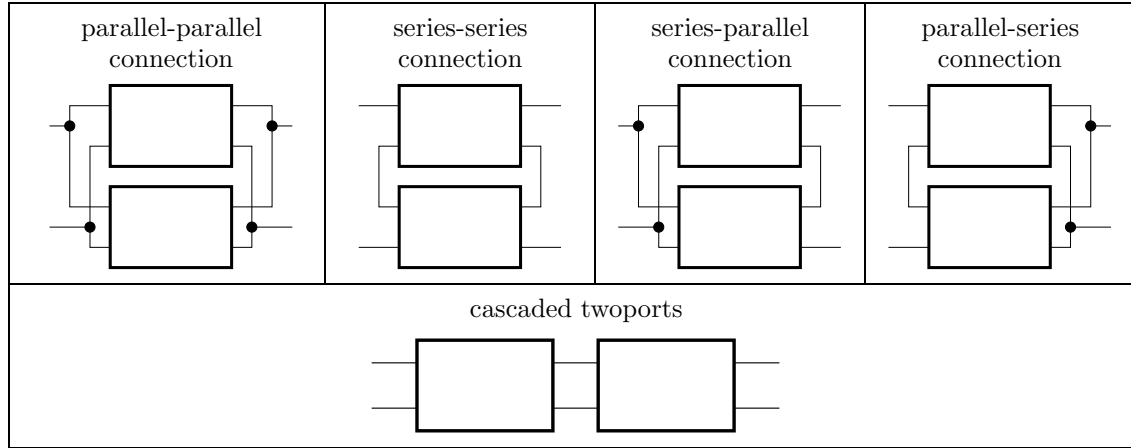 parallel-parallel
connection
series-series
connection
series-parallel
connection
parallel-series
connection
cascaded twoports